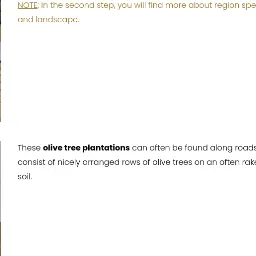 NOTE: In the second step, you will find more about region spe
and landscape.
These olive tree plantations can often be found along roads
consist of nicely arranged rows of olive trees on an often rak
soil.